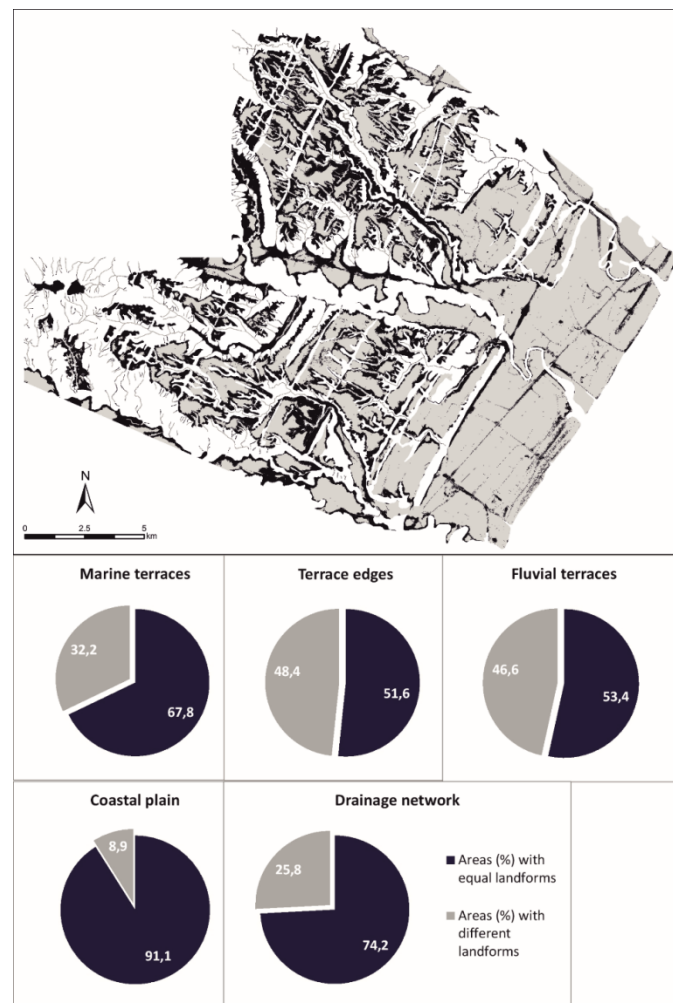 N
0 2.5 5
km
Marine terraces
32,2
67,8
Terrace edges
48,4
51,6
Fluvial terraces
46,6
53,4
Coastal plain
8,9
91,1
Drainage network
25,8
74,2
Areas (%) with
equal landforms
Areas (%) with
different
landforms